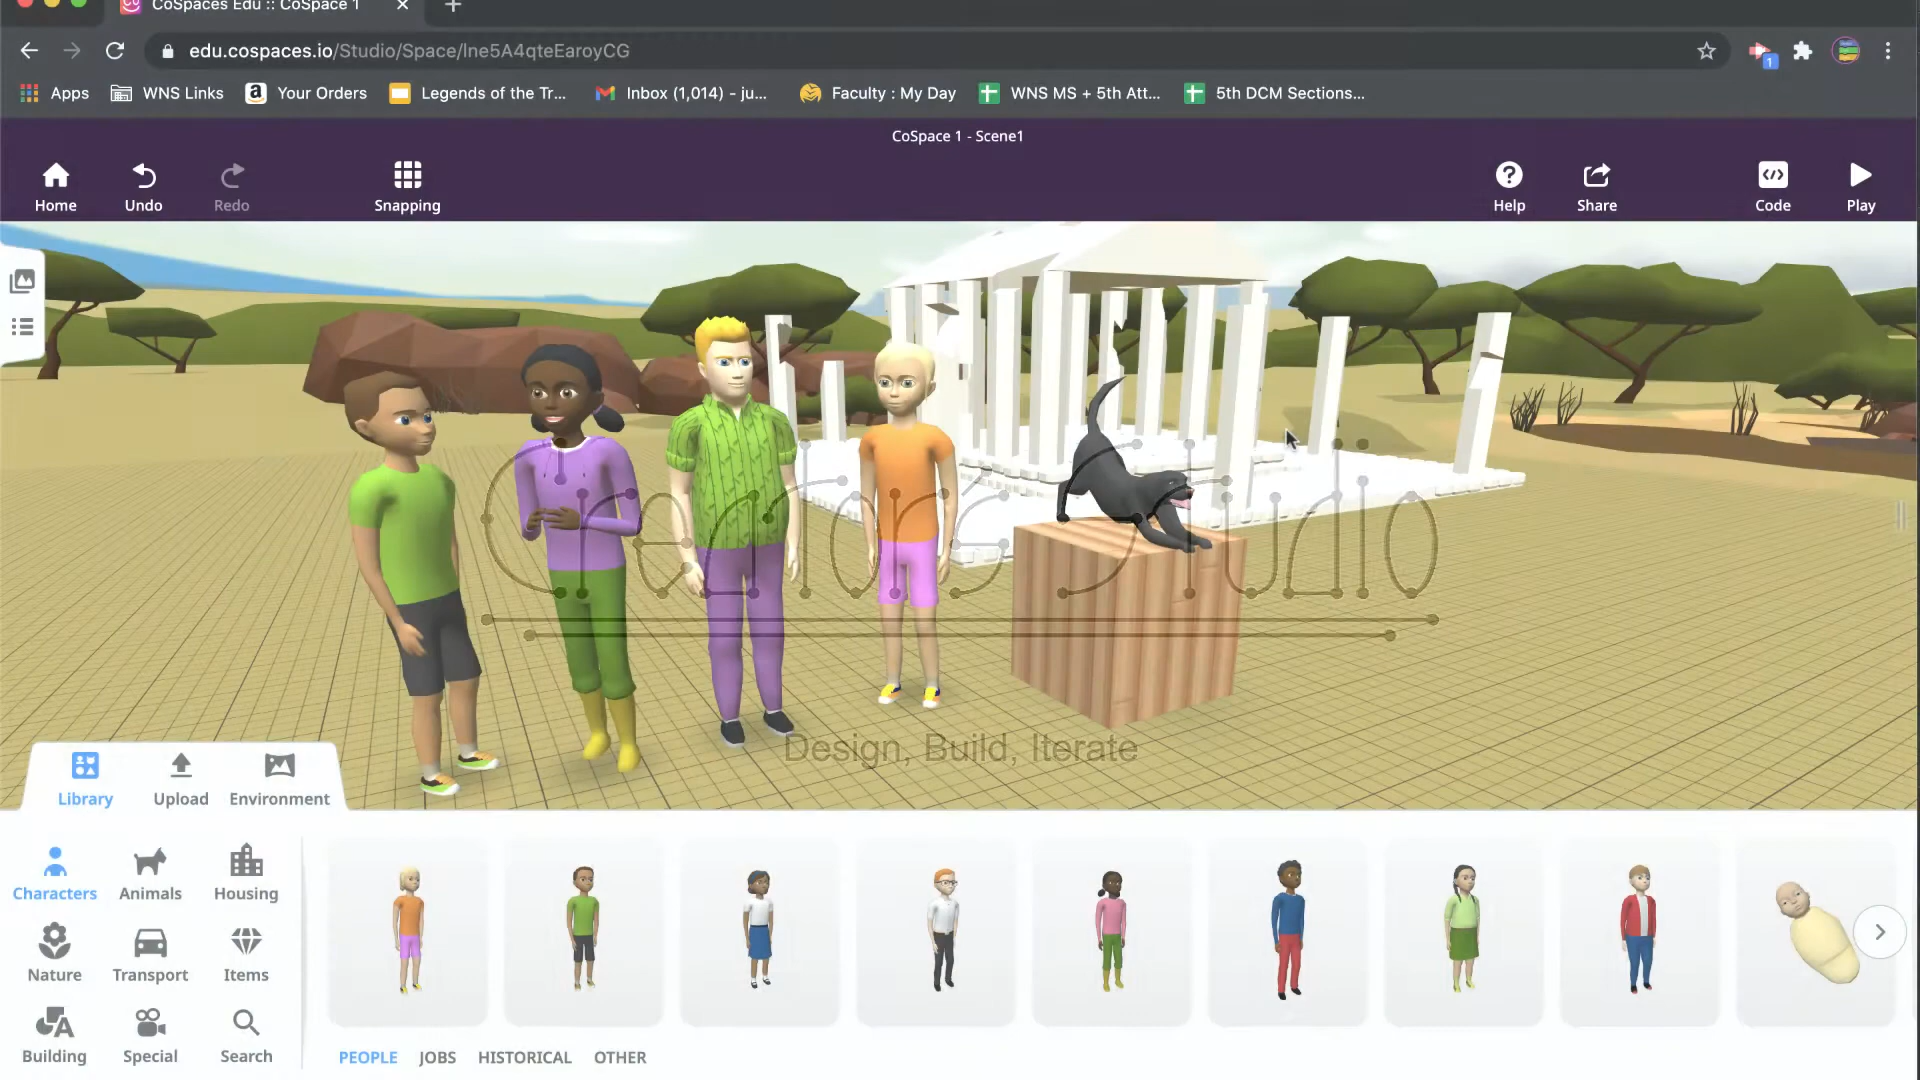 CoSpaces Edu :: CoSpace 1
edu.cospaces.io/Studio/Space/lne5A4qteEaroyCG
1
Apps WNS Links Your Orders Legends of the Tr... Inbox (1,014) - ju... Faculty : My Day WNS MS + 5th Att... 5th DCM Sections...
CoSpace 1 - Scene1
Home Undo Redo Snapping Help Share Code Play
Creator's Studio
Design, Build, Iterate
Library Upload Environment
Characters Animals Housing
Nature Transport Items
Building Special Search
PEOPLE JOBS HISTORICAL OTHER